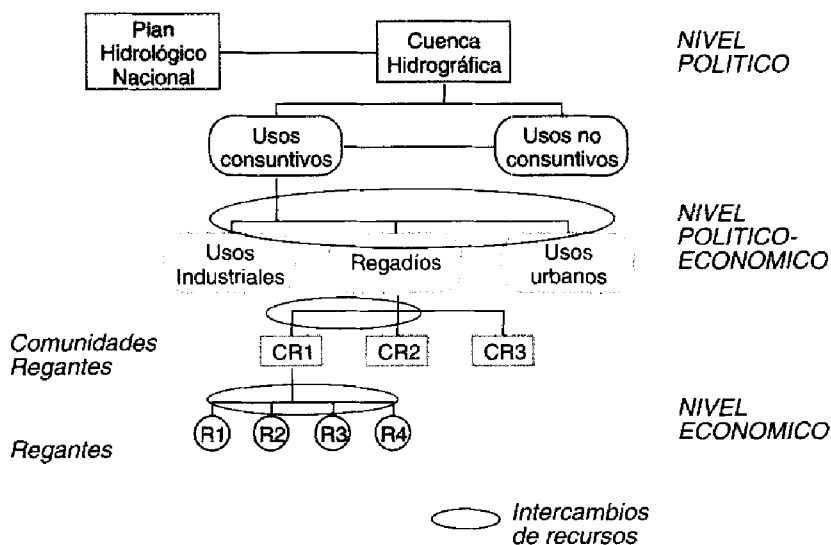 Plan
Hidrológico
Nacional
Cuenca
Hidrográfica
NIVEL
POLITICO
Usos
consuntivos
Usos no
consuntivos
NIVEL
POLITICO-
ECONOMICO
Usos
Industriales
Regadíos
Usos
urbanos
Comunidades
Regantes
CR1
CR2
CR3
Regantes
R1
R2
R3
R4
NIVEL
ECONOMICO
Intercambios
de recursos